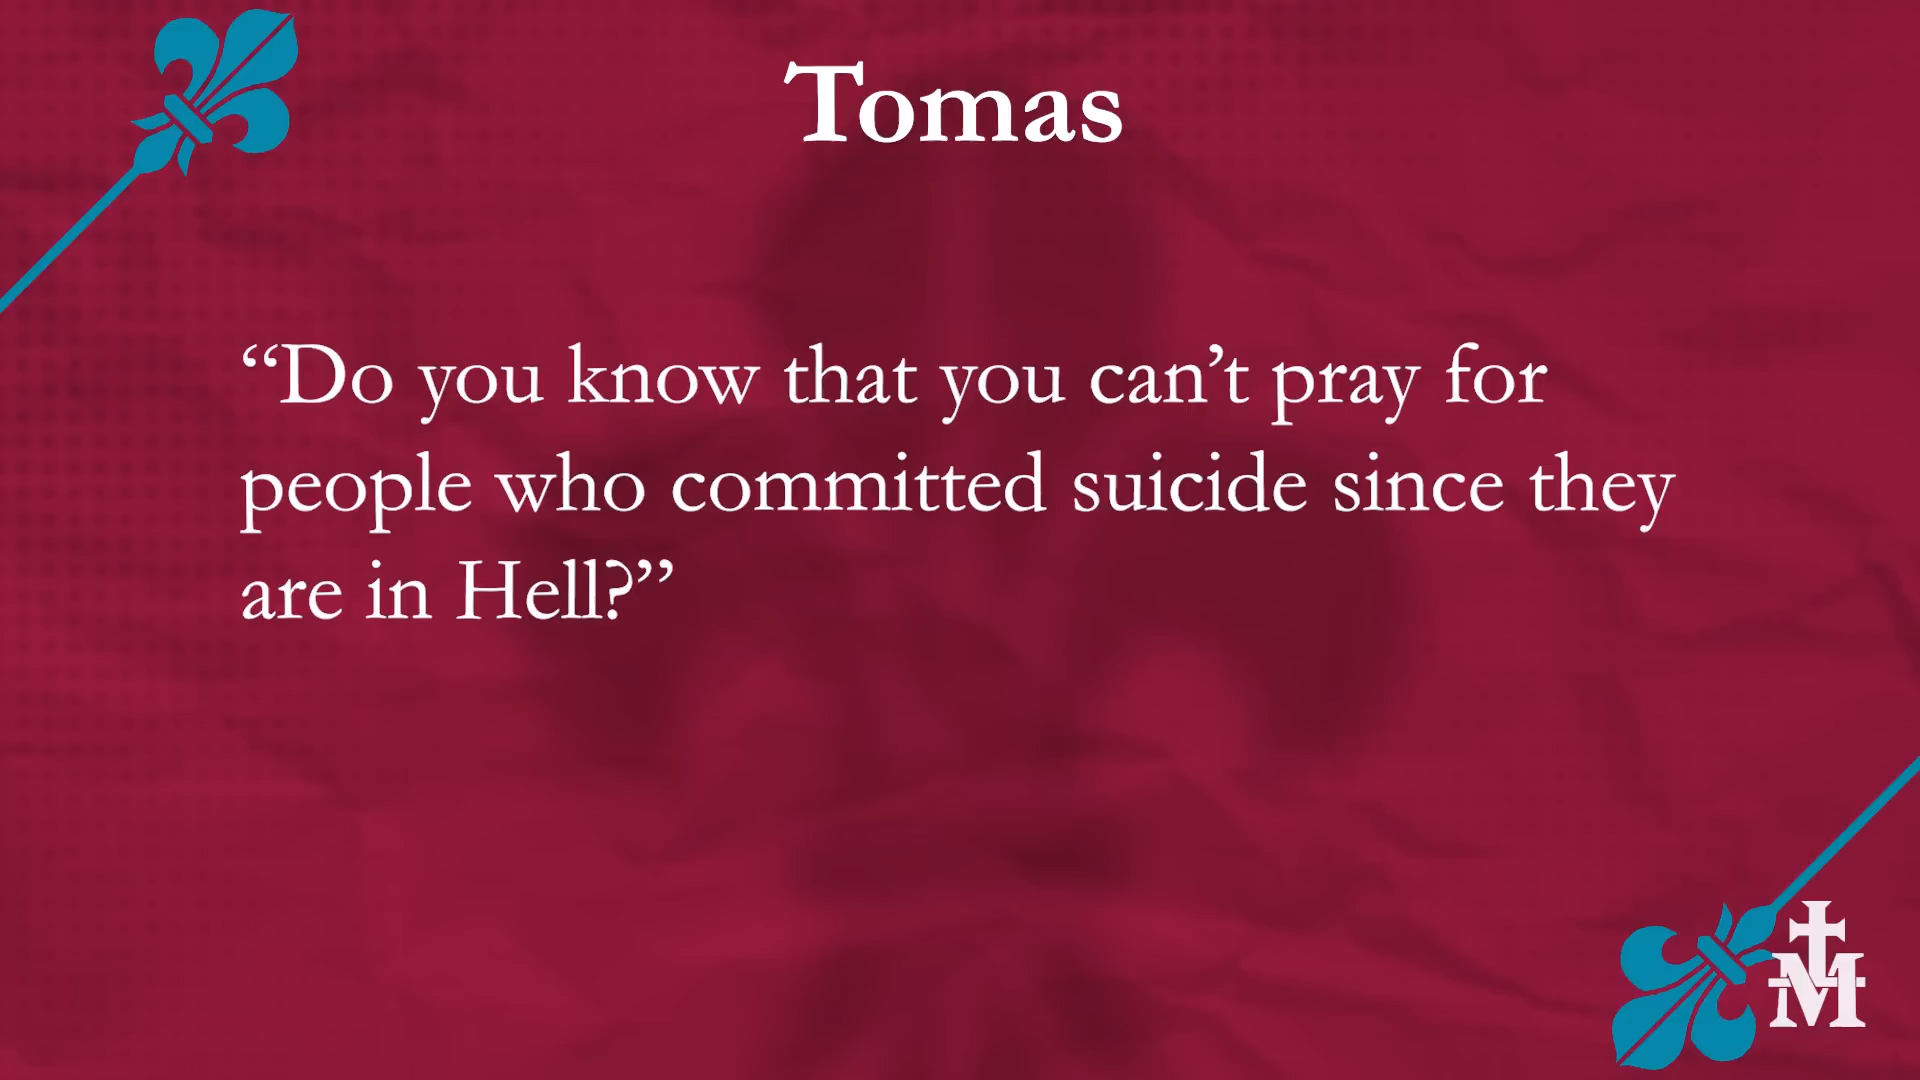 Tomas
“Do you know that you can’t pray for
people who committed suicide since they
are in Hell?”